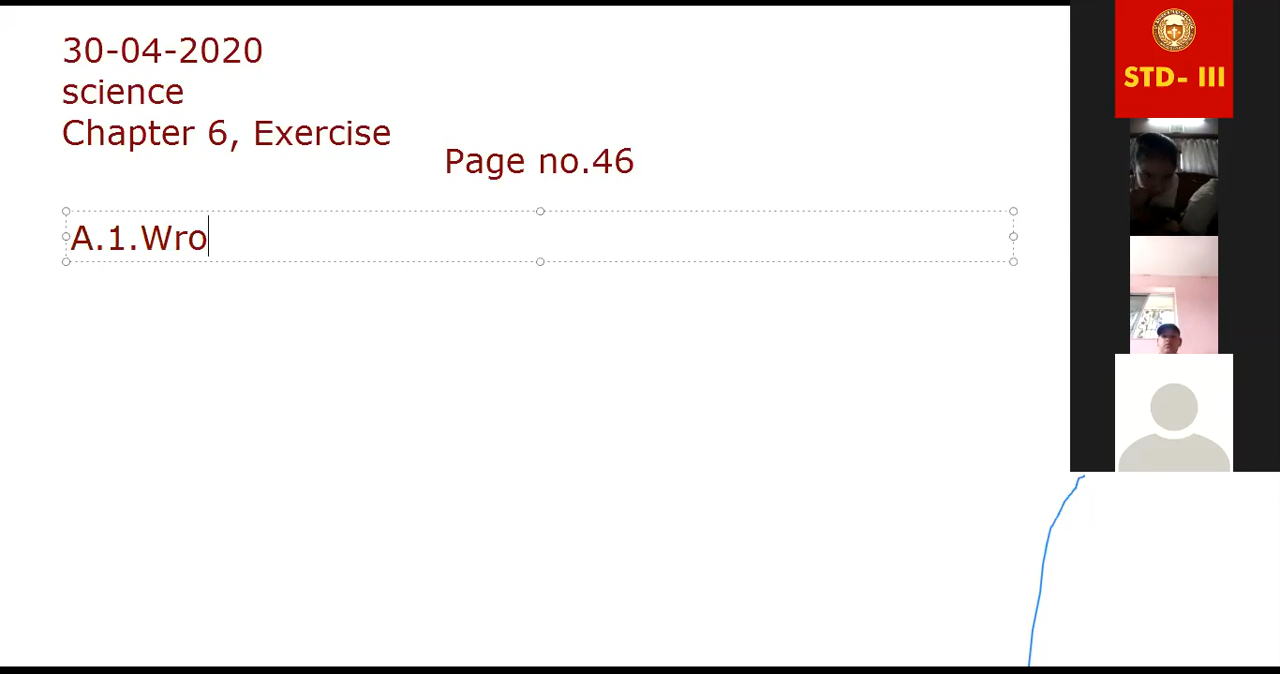 30-04-2020
science
Chapter 6, Exercise
Page no.46
A.1.Wro
STD- III